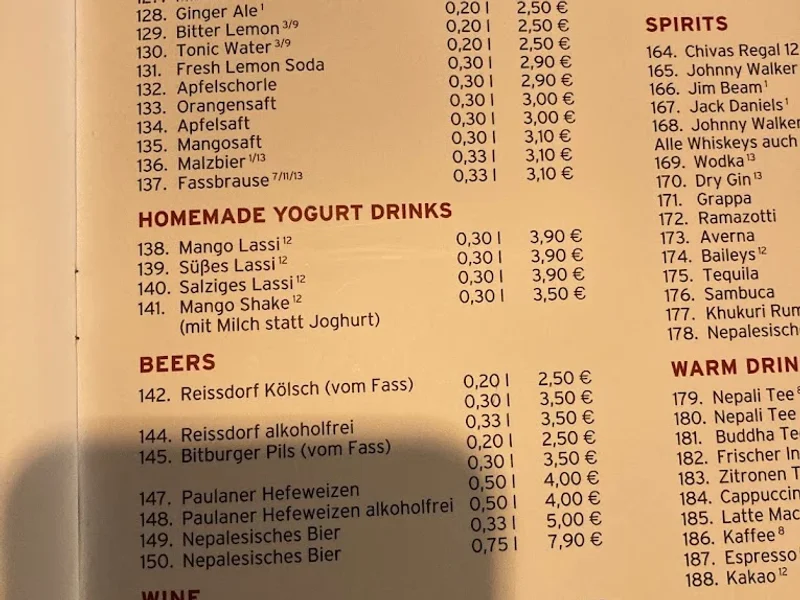 128. Ginger Ale¹ 0,20 l 2,50 €
129. Bitter Lemon ³/⁹ 0,20 l 2,50 €
130. Tonic Water ³/⁹ 0,20 l 2,50 €
131. Fresh Lemon Soda 0,30 l 2,90 €
132. Apfelschorle 0,30 l 2,90 €
133. Orangensaft 0,30 l 3,00 €
134. Apfelsaft 0,30 l 3,00 €
135. Mangosaft 0,30 l 3,10 €
136. Malzbier ¹/¹³ 0,33 l 3,10 €
137. Fassbrause ⁷/¹¹/¹³ 0,33 l 3,10 €
HOMEMADE YOGURT DRINKS
138. Mango Lassi ¹² 0,30 l 3,90 €
139. Süßes Lassi ¹² 0,30 l 3,90 €
140. Salziges Lassi ¹² 0,30 l 3,90 €
141. Mango Shake ¹² 0,30 l 3,50 €
(mit Milch statt Joghurt)
BEERS
142. Reissdorf Kölsch (vom Fass) 0,20 l 2,50 €
0,30 l 3,50 €
144. Reissdorf alkoholfrei 0,33 l 3,50 €
145. Bitburger Pils (vom Fass) 0,20 l 2,50 €
0,30 l 3,50 €
147. Paulaner Hefeweizen 0,50 l 4,00 €
148. Paulaner Hefeweizen alkoholfrei 0,50 l 4,00 €
149. Nepalesisches Bier 0,33 l 5,00 €
150. Nepalesisches Bier 0,75 l 7,90 €
WINE
SPIRITS
164. Chivas Regal 12
165. Johnny Walker
166. Jim Beam¹
167. Jack Daniels¹
168. Johnny Walker
Alle Whiskeys auch
169. Wodka ¹³
170. Dry Gin ¹³
171. Grappa
172. Ramazotti
173. Averna
174. Baileys ¹²
175. Tequila
176. Sambuca
177. Khukuri Rum
178. Nepalesisch
WARM DRIN
179. Nepali Tee ⁸
180. Nepali Tee
181. Buddha Te
182. Frischer In
183. Zitronen T
184. Cappuccin
185. Latte Mac
186. Kaffee ⁸
187. Espresso
188. Kakao ¹²